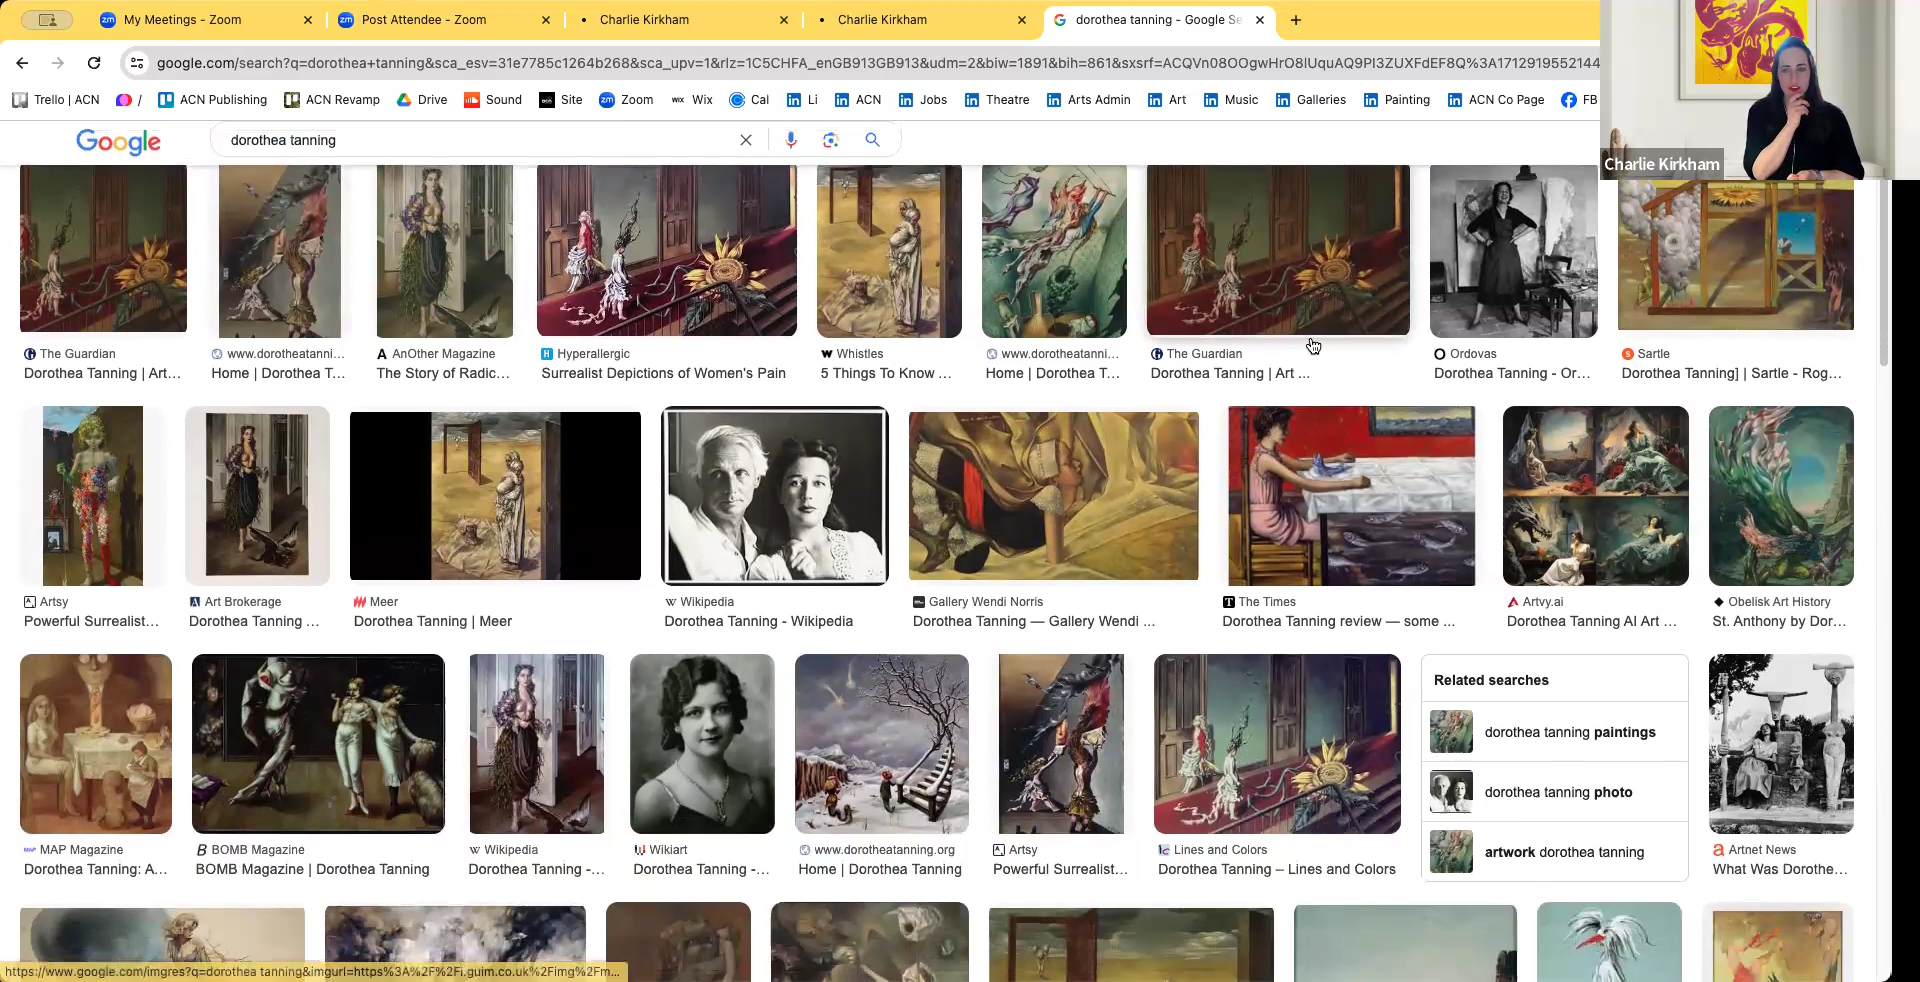 My Meetings - Zoom
Post Attendee - Zoom
Charlie Kirkham
Charlie Kirkham
dorothea tanning - Google Se
google.com/search?q=dorothea+tanning&sca_esv=31e7785c1264b268&sca_upv=1&rlz=1C5CHFA_enGB913GB913&udm=2&biw=1891&bih=861&sxsrf=ACQVn08OOgwHrO8lUquAQ9PI3ZUXFdEF8Q%3A1712919552144
Trello | ACN
/
ACN Publishing
ACN Revamp
Drive
Sound
Site
Zoom
Wix
Cal
Li
ACN
Jobs
Theatre
Arts Admin
Art
Music
Galleries
Painting
ACN Co Page
FB
Google
dorothea tanning
Charlie Kirkham
The Guardian
Dorothea Tanning | Art...
www.dorotheatanni...
Home | Dorothea T...
AnOther Magazine
The Story of Radic...
Hyperallergic
Surrealist Depictions of Women's Pain
Whistles
5 Things To Know ...
www.dorotheatanni...
Home | Dorothea T...
The Guardian
Dorothea Tanning | Art ...
Ordovas
Dorothea Tanning - Or...
Sartle
Dorothea Tanning] | Sartle - Rog...
Artsy
Powerful Surrealist...
Art Brokerage
Dorothea Tanning ...
Meer
Dorothea Tanning | Meer
Wikipedia
Dorothea Tanning - Wikipedia
Gallery Wendi Norris
Dorothea Tanning — Gallery Wendi ...
The Times
Dorothea Tanning review — some ...
Artvy.ai
Dorothea Tanning AI Art ...
Obelisk Art History
St. Anthony by Dor...
MAP Magazine
Dorothea Tanning: A...
BOMB Magazine
BOMB Magazine | Dorothea Tanning
Wikipedia
Dorothea Tanning -...
Wikiart
Dorothea Tanning -...
www.dorotheatanning.org
Home | Dorothea Tanning
Artsy
Powerful Surrealist...
Lines and Colors
Dorothea Tanning – Lines and Colors
Related searches
dorothea tanning paintings
dorothea tanning photo
artwork dorothea tanning
Artnet News
What Was Dorothe...
https://www.google.com/imgres?q=dorothea tanning&imgurl=https%3A%2F%2Fi.guim.co.uk%2Fimg%2Fm...